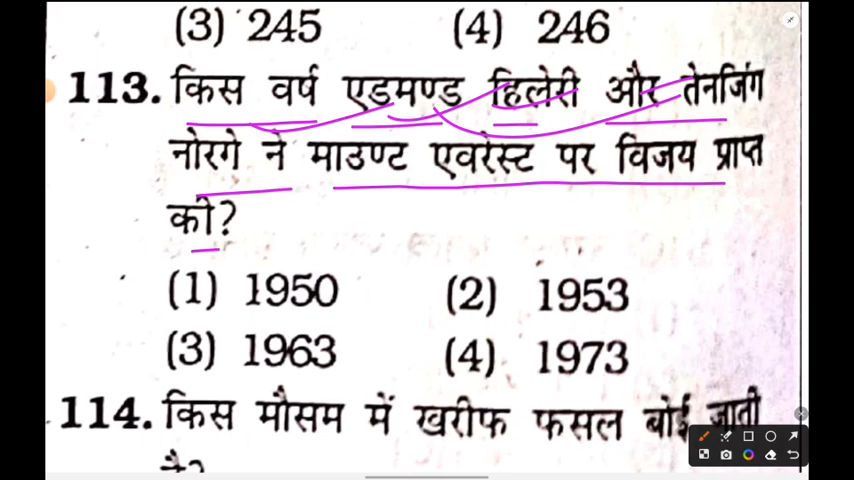 (3) 245 (4) 246
113. किस वर्ष एडमण्ड हिलेरी और तेनजिंग
नोरगे ने माउण्ट एवरेस्ट पर विजय प्राप्त
की?
(1) 1950 (2) 1953
(3) 1963 (4) 1973
114. किस मौसम में खरीफ फसल बोई जाती
है?